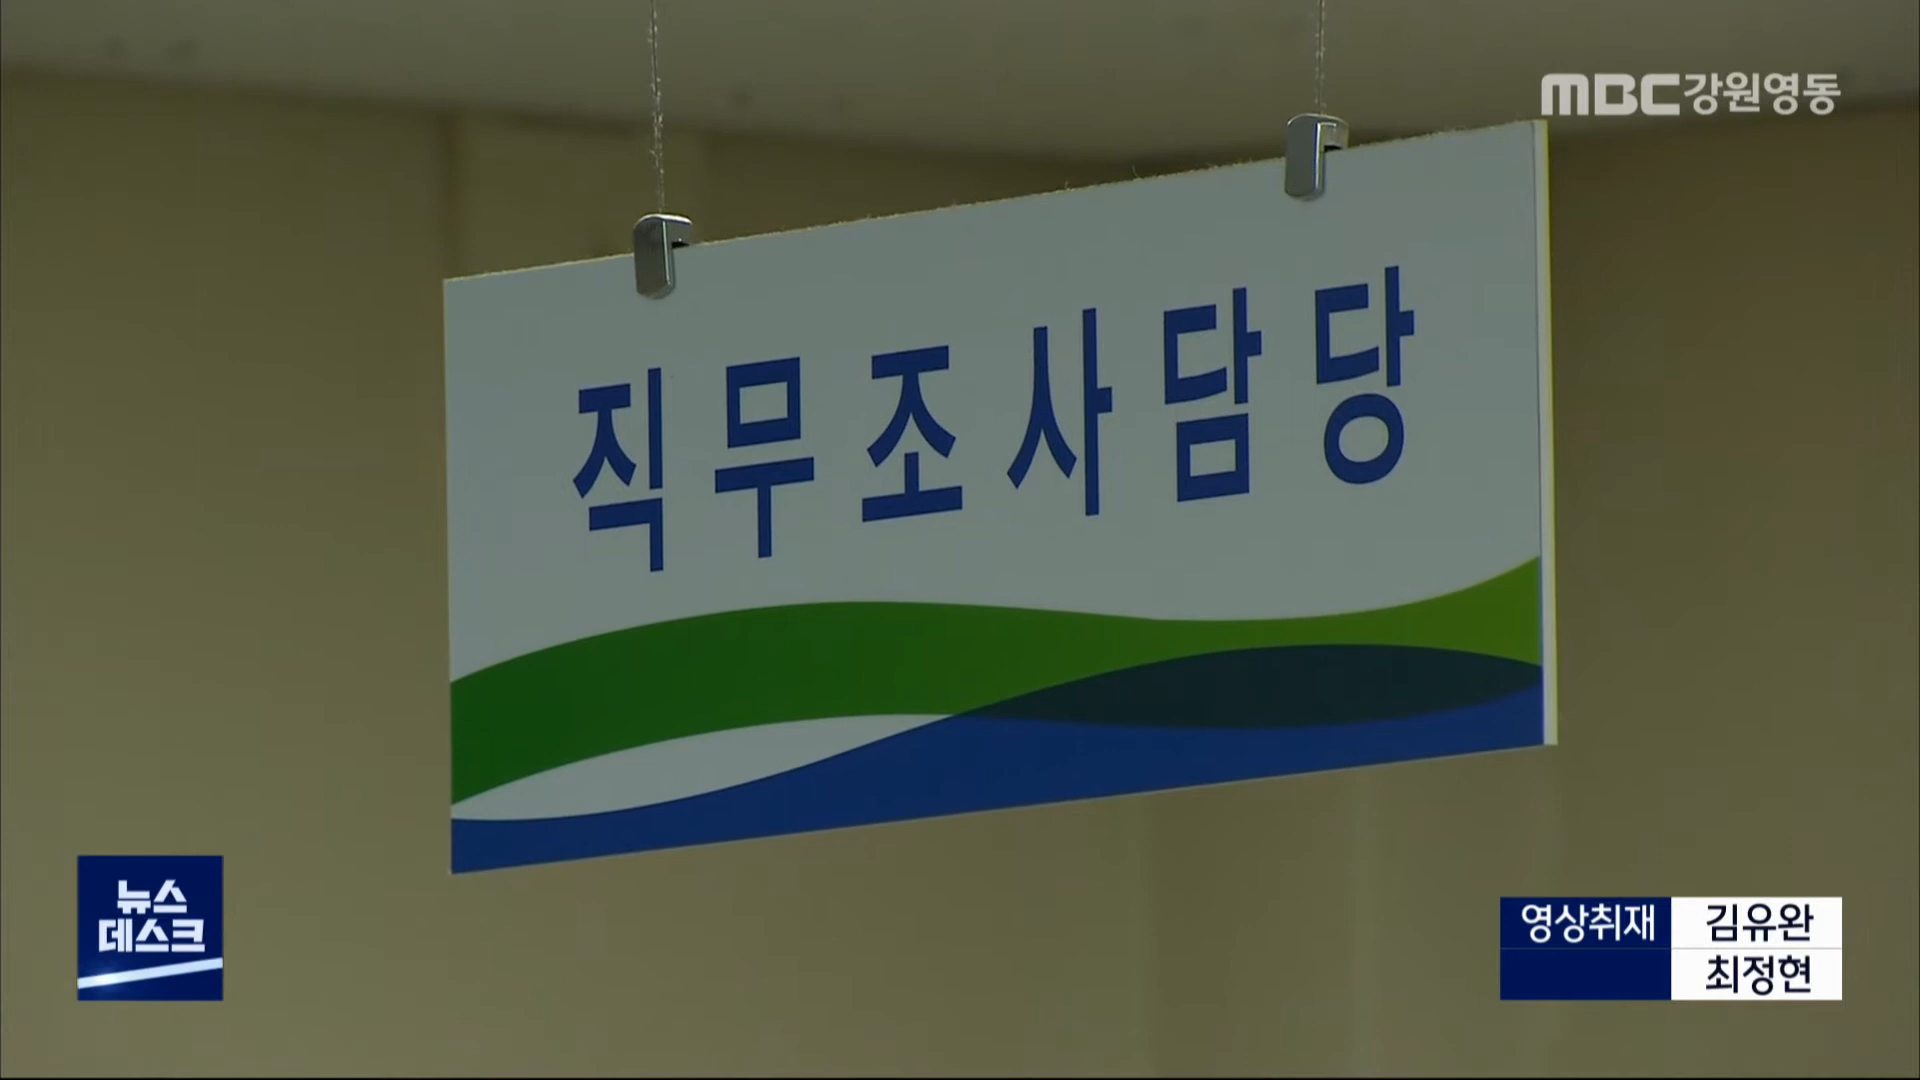 MBC강원영동
직무조사담당
뉴스
데스크
영상취재 김유완
최정현